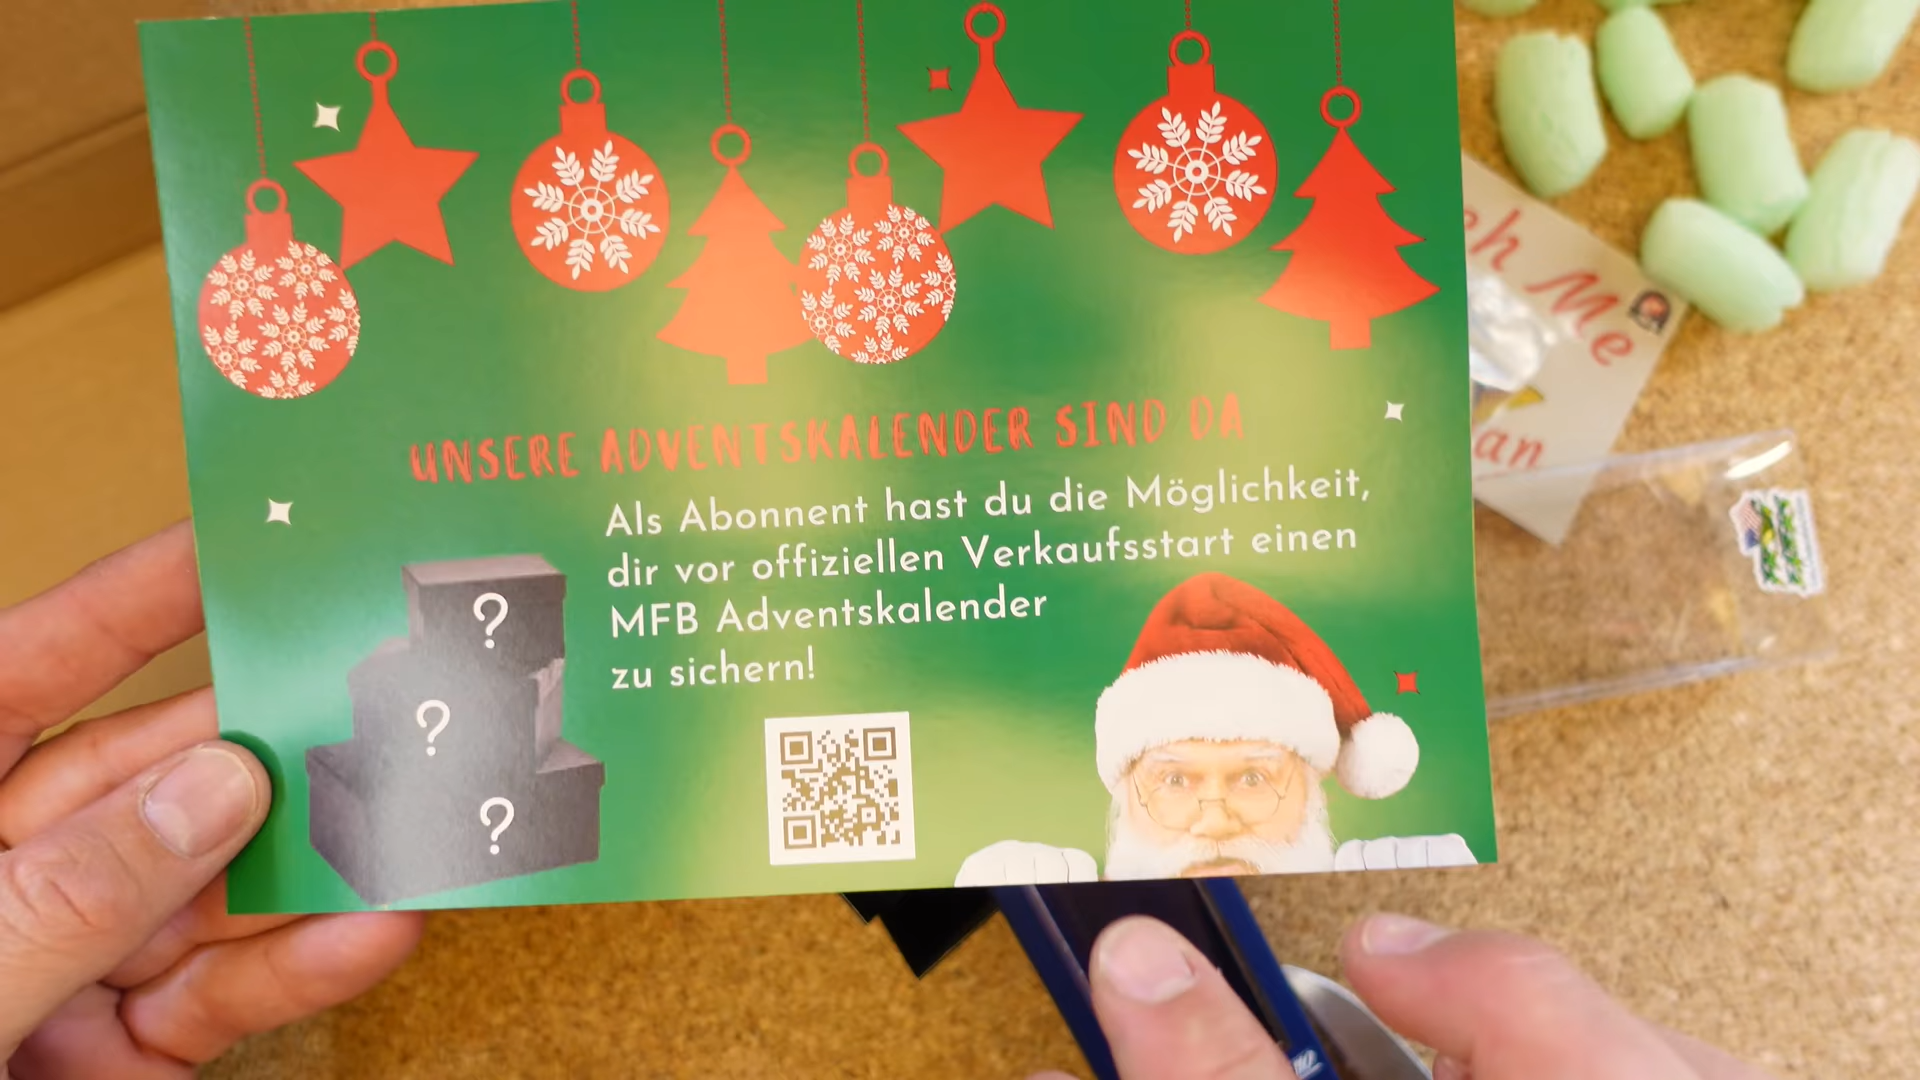 UNSERE ADVENTSKALENDER SIND DA
Als Abonnent hast du die Möglichkeit,
dir vor offiziellen Verkaufsstart einen
MFB Adventskalender
zu sichern!
?
?
?
Me